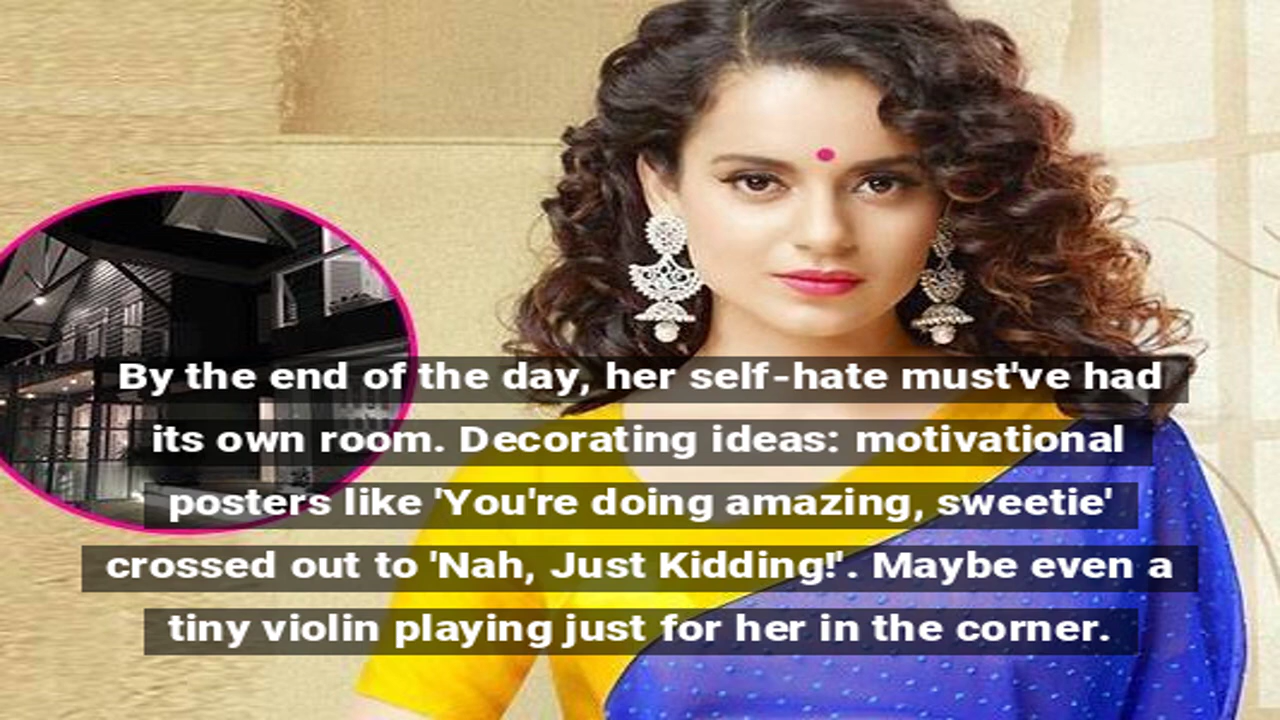 By the end of the day, her self-hate must've had
its own room. Decorating ideas: motivational
posters like 'You're doing amazing, sweetie'
crossed out to 'Nah, Just Kidding!'. Maybe even a
tiny violin playing just for her in the corner.